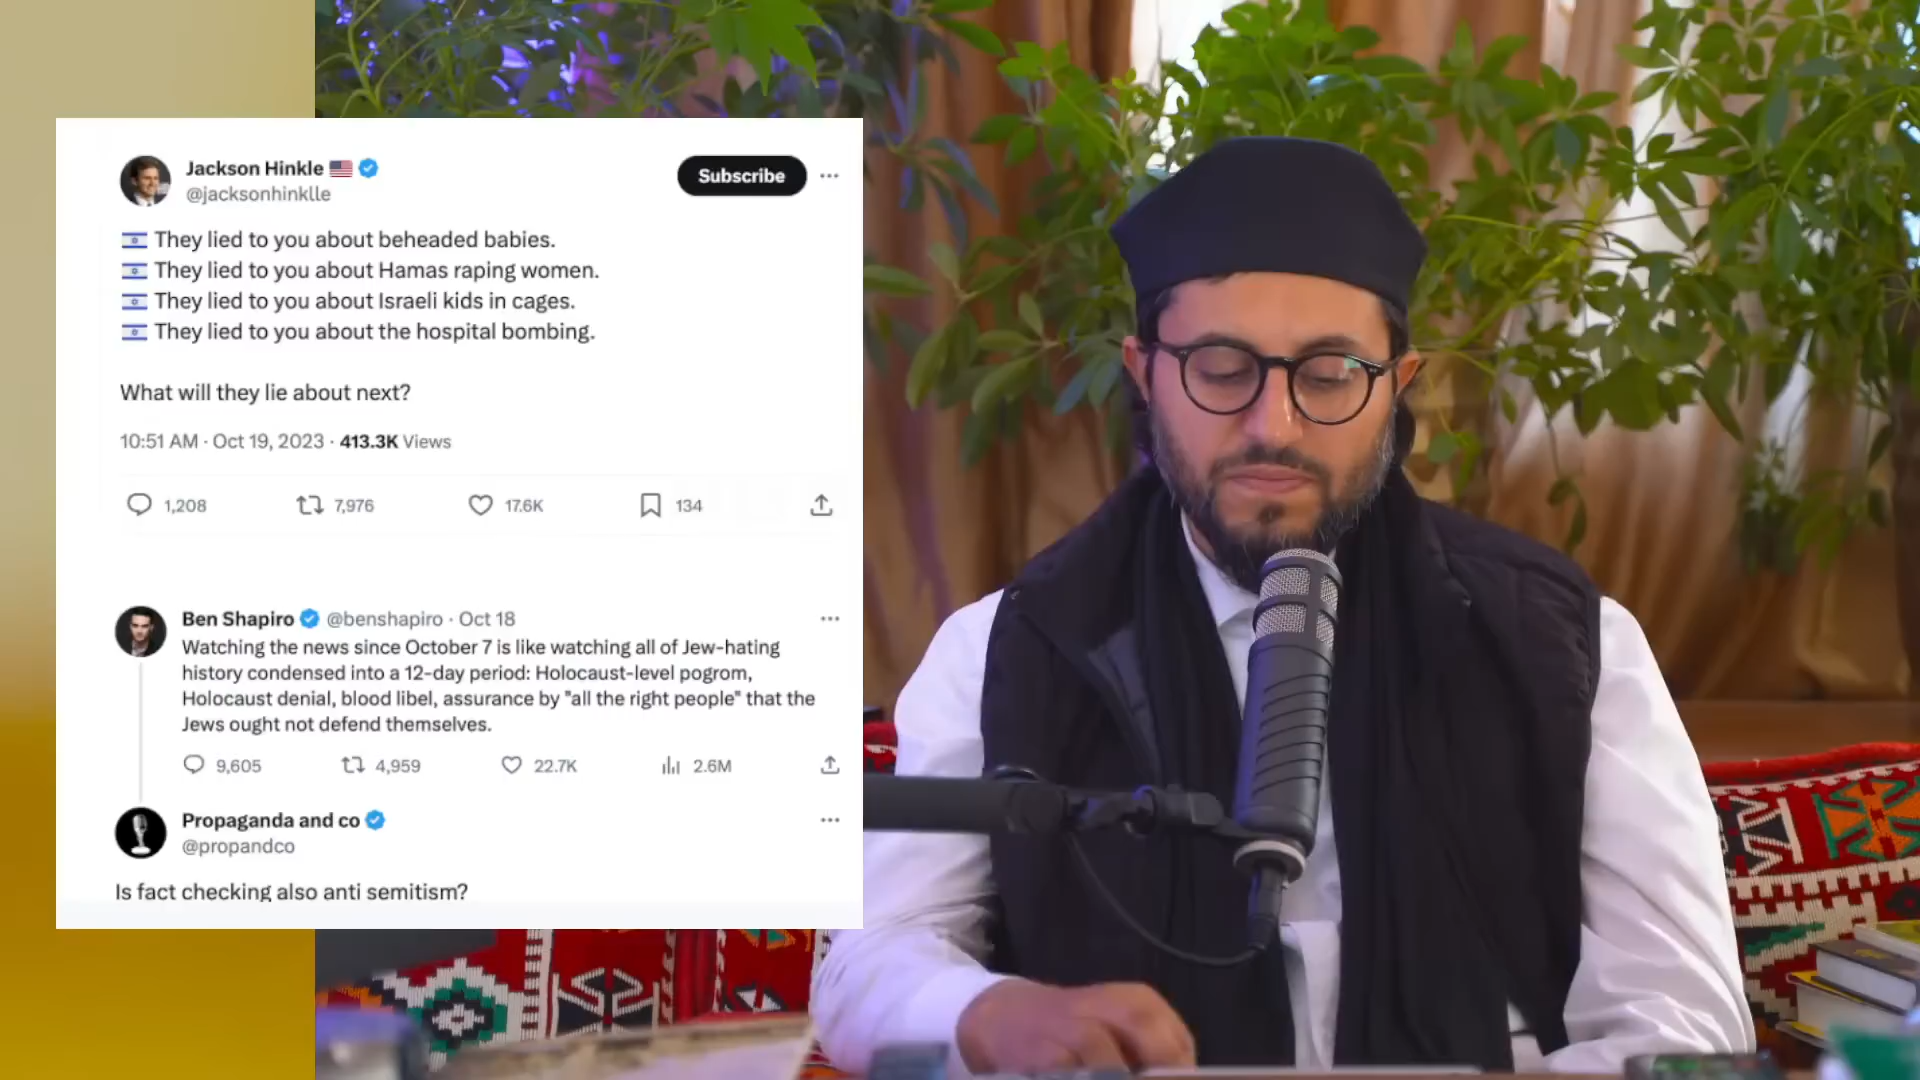 Jackson Hinkle 🇺🇸
@jacksonhinklle
Subscribe
🇮🇱 They lied to you about beheaded babies.
🇮🇱 They lied to you about Hamas raping women.
🇮🇱 They lied to you about Israeli kids in cages.
🇮🇱 They lied to you about the hospital bombing.
What will they lie about next?
10:51 AM · Oct 19, 2023 · 413.3K Views
1,208 7,976 17.6K 134
Ben Shapiro @benshapiro · Oct 18
Watching the news since October 7 is like watching all of Jew-hating
history condensed into a 12-day period: Holocaust-level pogrom,
Holocaust denial, blood libel, assurance by "all the right people" that the
Jews ought not defend themselves.
9,605 4,959 22.7K 2.6M
Propaganda and co
@propandco
Is fact checking also anti semitism?